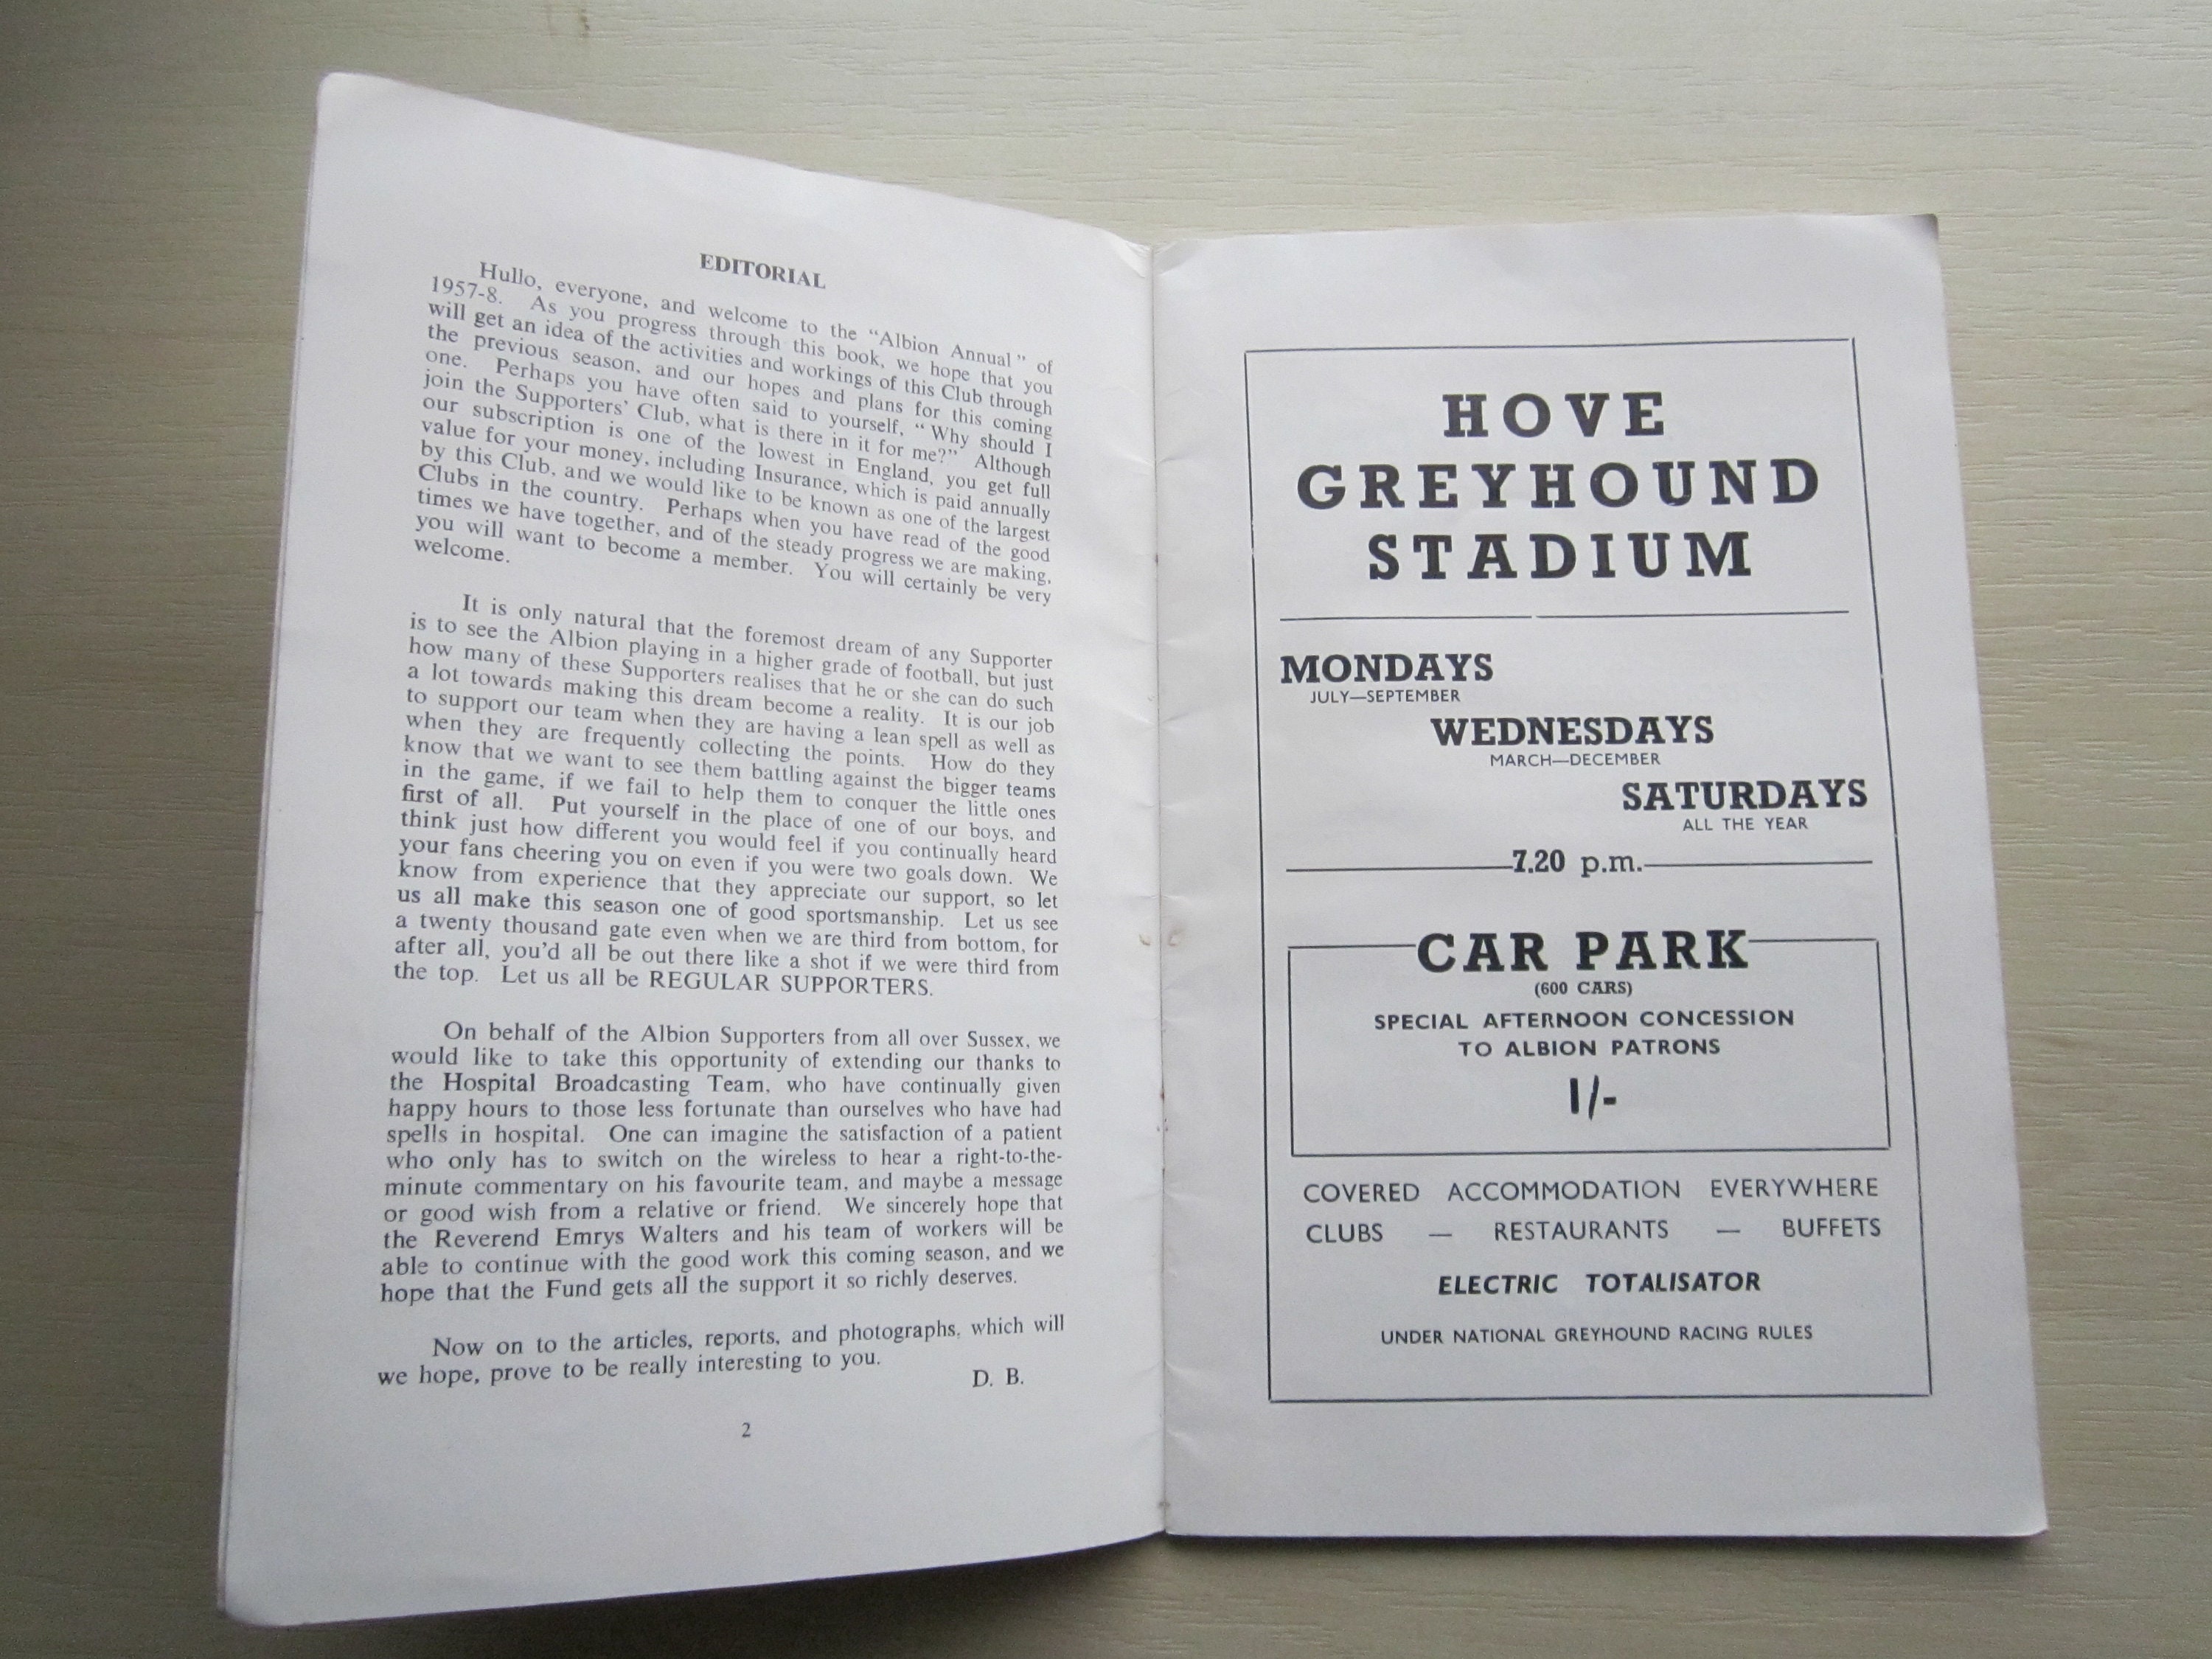 EDITORIAL
Hullo, everyone, and welcome to the "Albion Annual" of
1957-8. As you progress through this book, we hope that you
will get an idea of the activities and workings of this Club through
the previous season, and our hopes and plans for this coming
one. Perhaps you have often said to yourself, "Why should I
join the Supporters' Club, what is there in it for me?" Although
our subscription is one of the lowest in England, you get full
value for your money, including Insurance, which is paid annually
by this Club, and we would like to be known as one of the largest
Clubs in the country. Perhaps when you have read of the good
times we have together, and of the steady progress we are making,
you will want to become a member. You will certainly be very
welcome.
It is only natural that the foremost dream of any Supporter
is to see the Albion playing in a higher grade of football, but just
how many of these Supporters realises that he or she can do such
a lot towards making this dream become a reality. It is our job
to support our team when they are having a lean spell as well as
when they are frequently collecting the points. How do they
know that we want to see them battling against the bigger teams
in the game, if we fail to help them to conquer the little ones
first of all. Put yourself in the place of one of our boys, and
think just how different you would feel if you continually heard
your fans cheering you on even if you were two goals down. We
know from experience that they appreciate our support, so let
us all make this season one of good sportsmanship. Let us see
a twenty thousand gate even when we are third from bottom, for
after all, you'd all be out there like a shot if we were third from
the top. Let us all be REGULAR SUPPORTERS.
On behalf of the Albion Supporters from all over Sussex, we
would like to take this opportunity of extending our thanks to
the Hospital Broadcasting Team, who have continually given
happy hours to those less fortunate than ourselves who have had
spells in hospital. One can imagine the satisfaction of a patient
who only has to switch on the wireless to hear a right-to-the-
minute commentary on his favourite team, and maybe a message
or good wish from a relative or friend. We sincerely hope that
the Reverend Emrys Walters and his team of workers will be
able to continue with the good work this coming season, and we
hope that the Fund gets all the support it so richly deserves.
Now on to the articles, reports, and photographs, which will
we hope, prove to be really interesting to you.
D. B.
2
HOVE
GREYHOUND
STADIUM
MONDAYS
JULY—SEPTEMBER
WEDNESDAYS
MARCH—DECEMBER
SATURDAYS
ALL THE YEAR
7.20 p.m.
CAR PARK
(600 CARS)
SPECIAL AFTERNOON CONCESSION
TO ALBION PATRONS
1/-
COVERED ACCOMMODATION EVERYWHERE
CLUBS — RESTAURANTS — BUFFETS
ELECTRIC TOTALISATOR
UNDER NATIONAL GREYHOUND RACING RULES